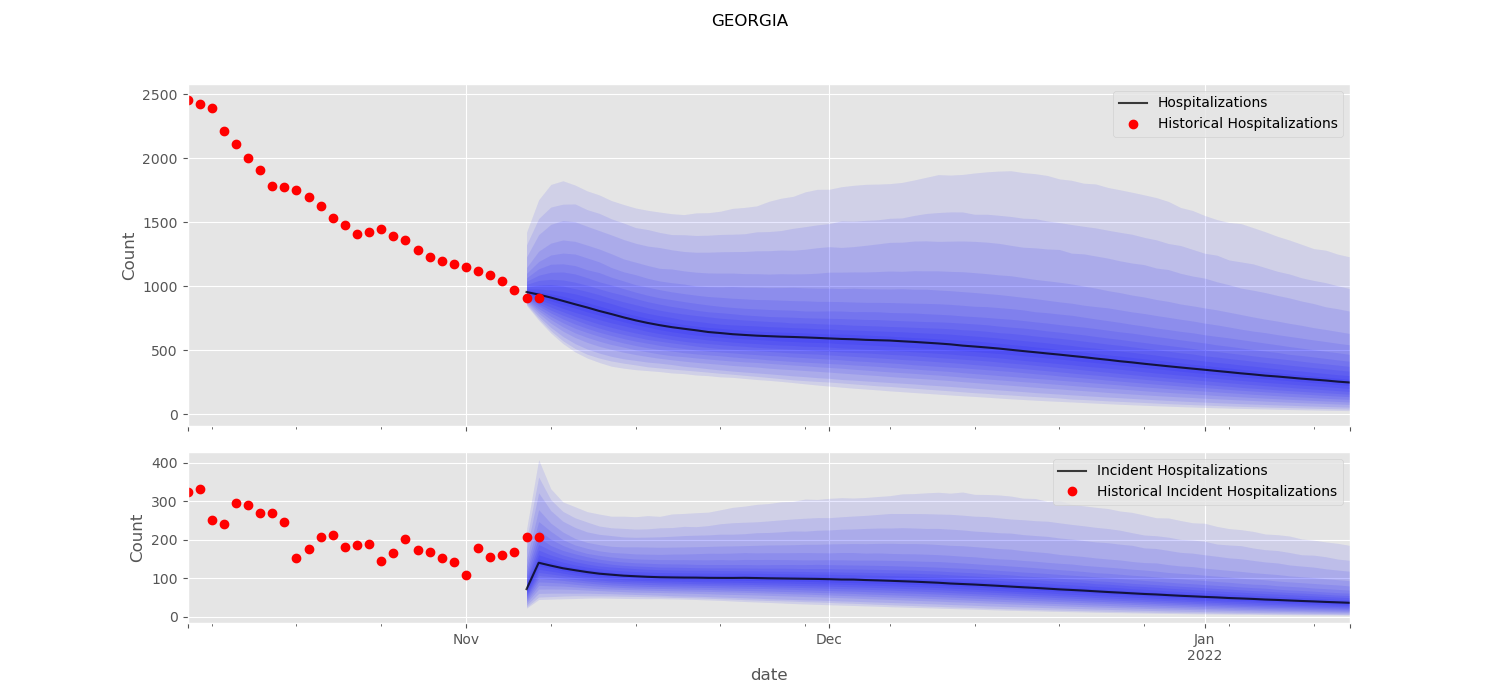 GEORGIA
Count
2500
2000
1500
1000
500
0
Hospitalizations
Historical Hospitalizations
Count
400
300
200
100
0
Incident Hospitalizations
Historical Incident Hospitalizations
Nov
Dec
Jan
2022
date